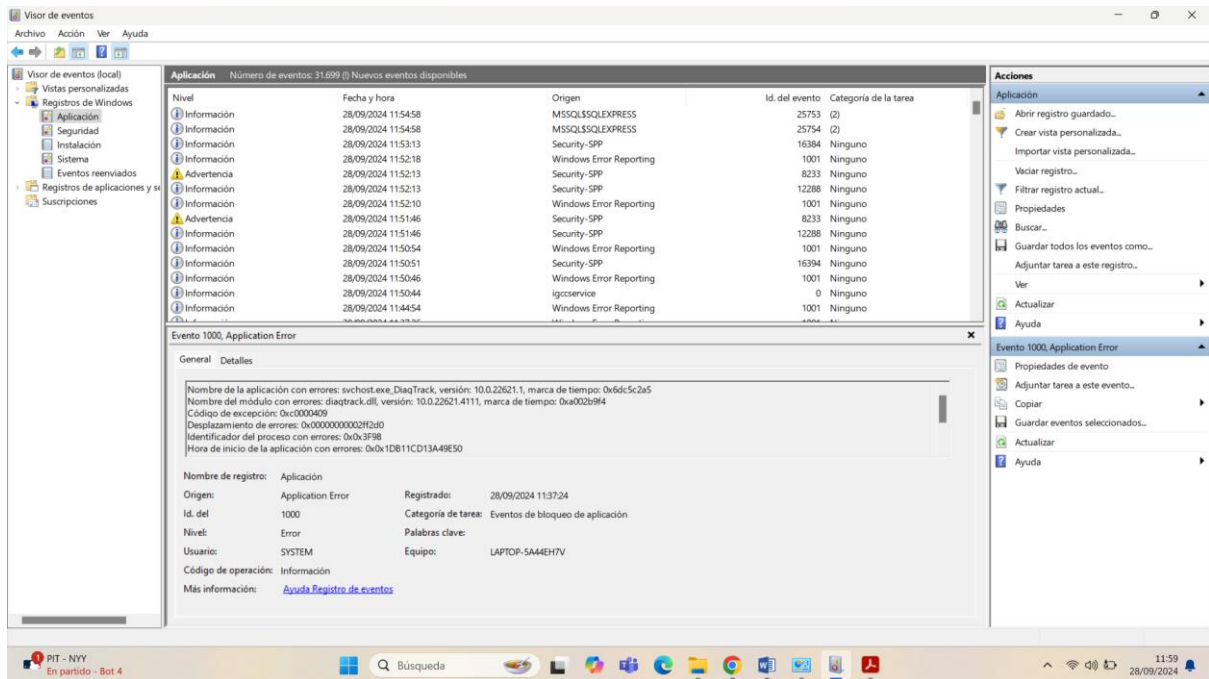 Visor de eventos
Archivo Acción Ver Ayuda
Visor de eventos (local)
Vistas personalizadas
Registros de Windows
Aplicación
Seguridad
Instalación
Sistema
Eventos reenviados
Registros de aplicaciones y se
Suscripciones
Aplicación Número de eventos: 31.699 (!) Nuevos eventos disponibles
Nivel Fecha y hora Origen Id. del evento Categoría de la tarea
Información 28/09/2024 11:54:58 MSSQL$SQLEXPRESS 25753 (2)
Información 28/09/2024 11:54:58 MSSQL$SQLEXPRESS 25754 (2)
Información 28/09/2024 11:53:13 Security-SPP 16384 Ninguno
Información 28/09/2024 11:52:18 Windows Error Reporting 1001 Ninguno
Advertencia 28/09/2024 11:52:13 Security-SPP 8233 Ninguno
Información 28/09/2024 11:52:13 Security-SPP 12288 Ninguno
Información 28/09/2024 11:52:10 Windows Error Reporting 1001 Ninguno
Advertencia 28/09/2024 11:51:46 Security-SPP 8233 Ninguno
Información 28/09/2024 11:51:46 Security-SPP 12288 Ninguno
Información 28/09/2024 11:50:54 Windows Error Reporting 1001 Ninguno
Información 28/09/2024 11:50:51 Security-SPP 16394 Ninguno
Información 28/09/2024 11:50:46 Windows Error Reporting 1001 Ninguno
Información 28/09/2024 11:50:44 igccservice 0 Ninguno
Información 28/09/2024 11:44:54 Windows Error Reporting 1001 Ninguno
Evento 1000, Application Error
General Detalles
Nombre de la aplicación con errores: svchost.exe_DiagTrack, versión: 10.0.22621.1, marca de tiempo: 0x6dc5c2a5
Nombre del módulo con errores: diagtrack.dll, versión: 10.0.22621.4111, marca de tiempo: 0xa002b9f4
Código de excepción: 0xc0000409
Desplazamiento de errores: 0x00000000002ff2d0
Identificador del proceso con errores: 0x0x3F98
Hora de inicio de la aplicación con errores: 0x0x1DB11CD13A49E50
Nombre de registro: Aplicación
Origen: Application Error Registrado: 28/09/2024 11:37:24
Id. del 1000 Categoría de tarea: Eventos de bloqueo de aplicación
Nivel: Error Palabras clave:
Usuario: SYSTEM Equipo: LAPTOP-5A44EH7V
Código de operación: Información
Más información: Ayuda Registro de eventos
Acciones
Aplicación
Abrir registro guardado...
Crear vista personalizada...
Importar vista personalizada...
Vaciar registro...
Filtrar registro actual...
Propiedades
Buscar...
Guardar todos los eventos como...
Adjuntar tarea a este registro...
Ver
Actualizar
Ayuda
Evento 1000, Application Error
Propiedades de evento
Adjuntar tarea a este evento...
Copiar
Guardar eventos seleccionados...
Actualizar
Ayuda
1
PIT - NYY
En partido - Bot 4
Búsqueda
11:59
28/09/2024